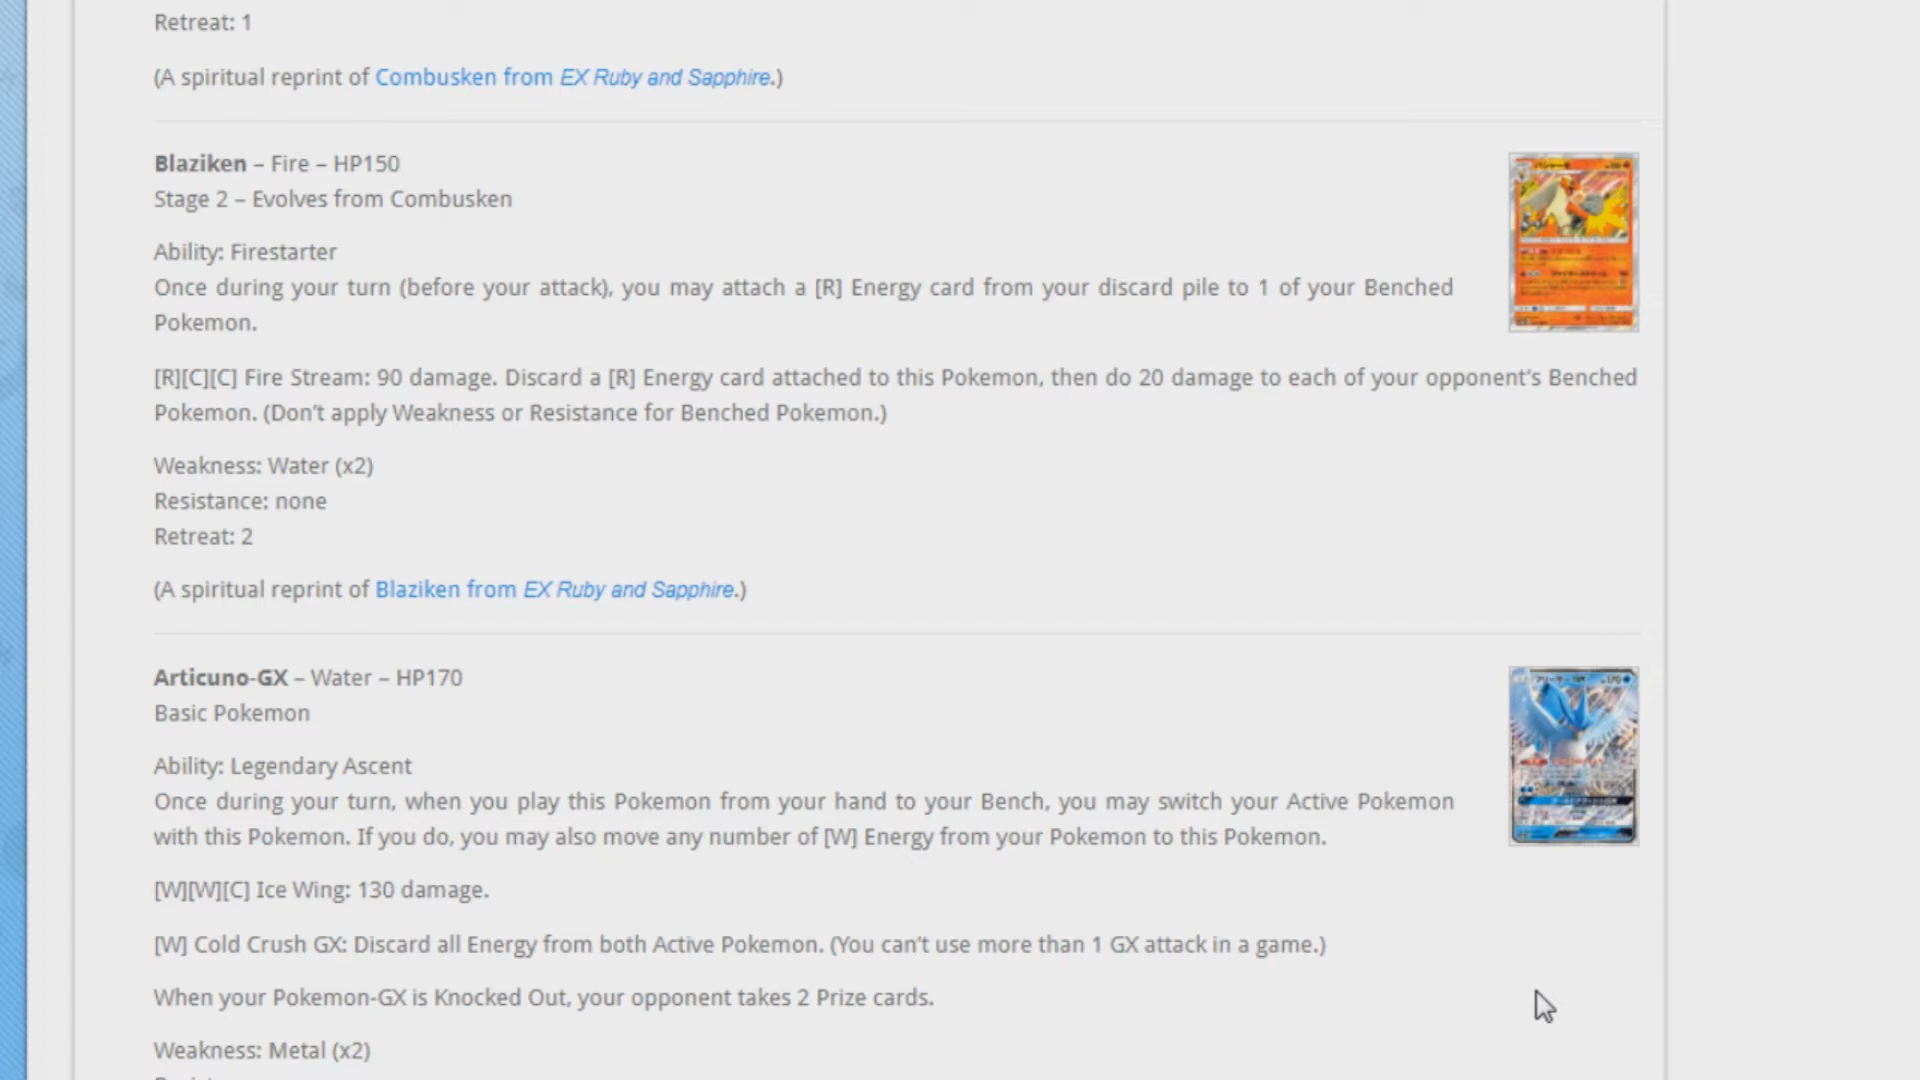 Retreat: 1
(A spiritual reprint of Combusken from EX Ruby and Sapphire.)
Blaziken – Fire – HP150
Stage 2 – Evolves from Combusken
Ability: Firestarter
Once during your turn (before your attack), you may attach a [R] Energy card from your discard pile to 1 of your Benched
Pokemon.
[R][C][C] Fire Stream: 90 damage. Discard a [R] Energy card attached to this Pokemon, then do 20 damage to each of your opponent’s Benched
Pokemon. (Don’t apply Weakness or Resistance for Benched Pokemon.)
Weakness: Water (x2)
Resistance: none
Retreat: 2
(A spiritual reprint of Blaziken from EX Ruby and Sapphire.)
Articuno-GX – Water – HP170
Basic Pokemon
Ability: Legendary Ascent
Once during your turn, when you play this Pokemon from your hand to your Bench, you may switch your Active Pokemon
with this Pokemon. If you do, you may also move any number of [W] Energy from your Pokemon to this Pokemon.
[W][W][C] Ice Wing: 130 damage.
[W] Cold Crush GX: Discard all Energy from both Active Pokemon. (You can’t use more than 1 GX attack in a game.)
When your Pokemon-GX is Knocked Out, your opponent takes 2 Prize cards.
Weakness: Metal (x2)